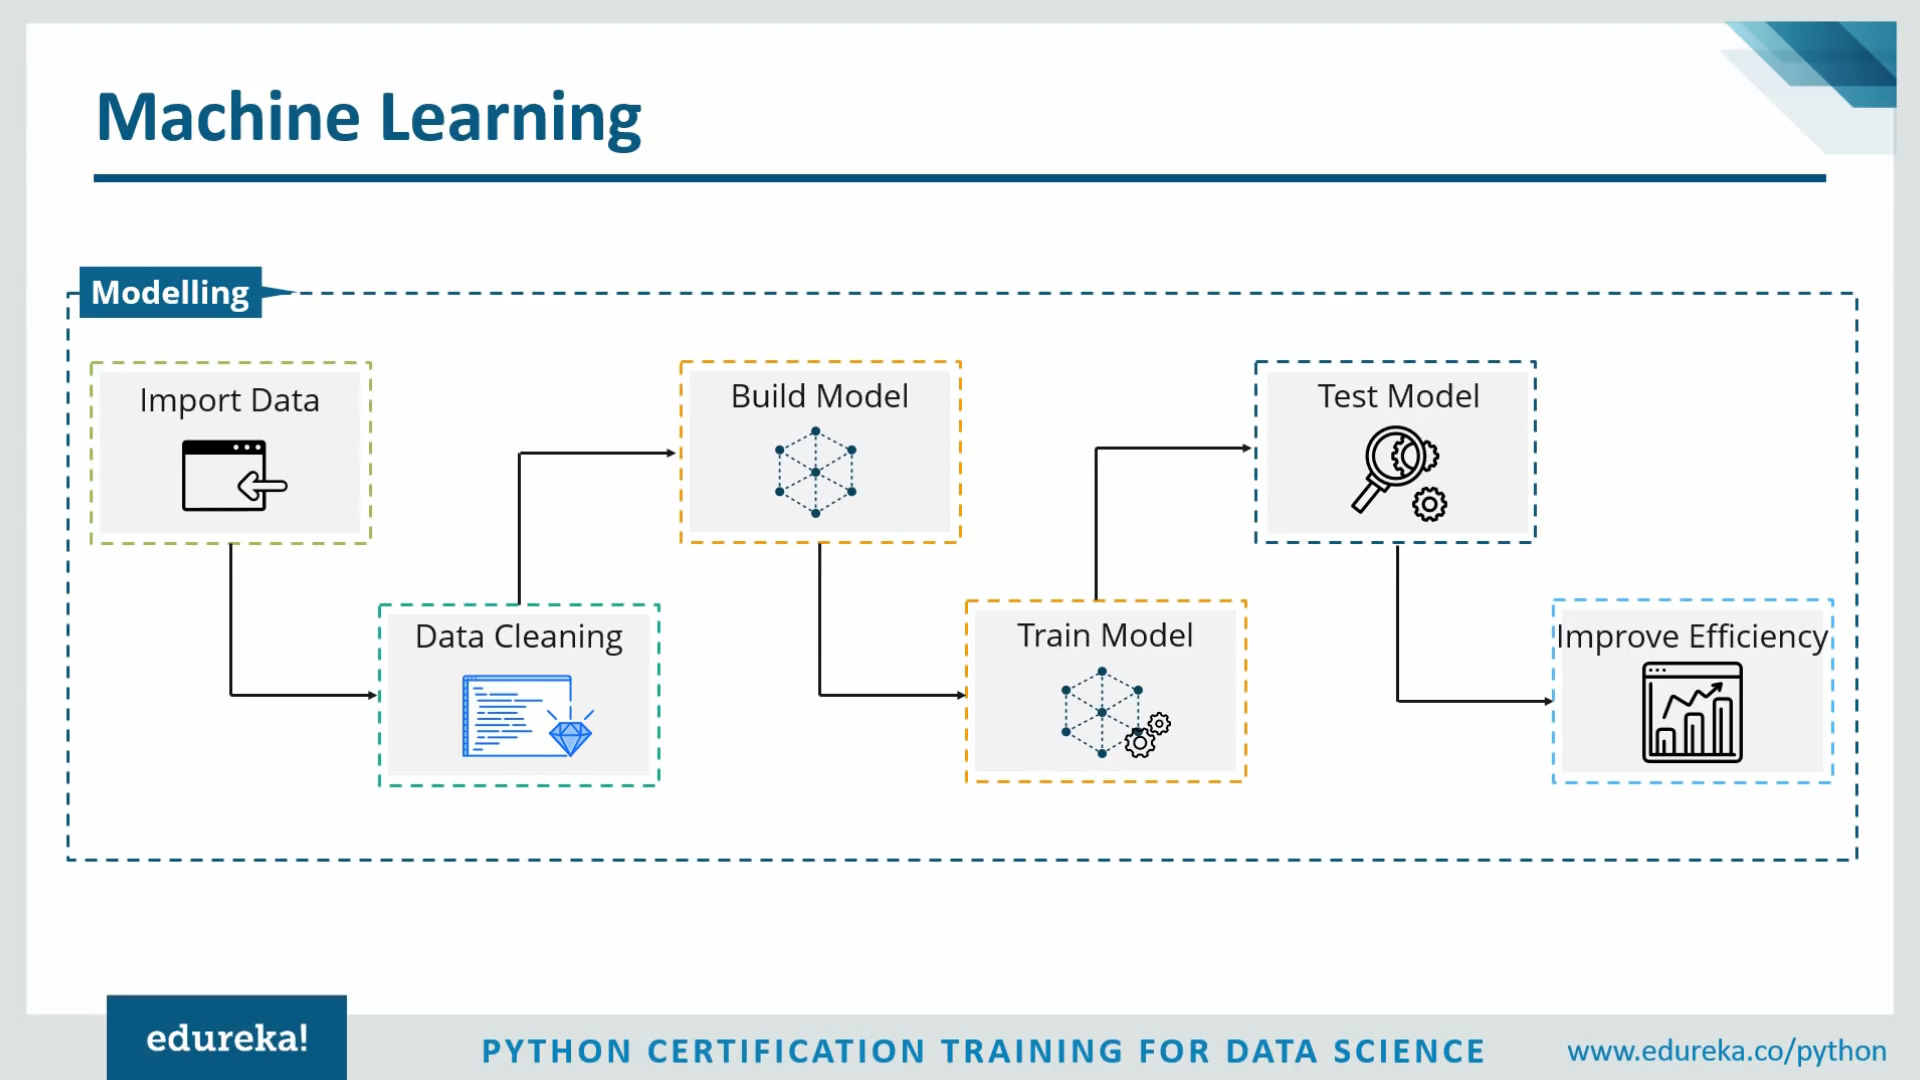 Machine Learning
Modelling
Import Data
Build Model
Test Model
Data Cleaning
Train Model
Improve Efficiency
edureka!
PYTHON CERTIFICATION TRAINING FOR DATA SCIENCE
www.edureka.co/python